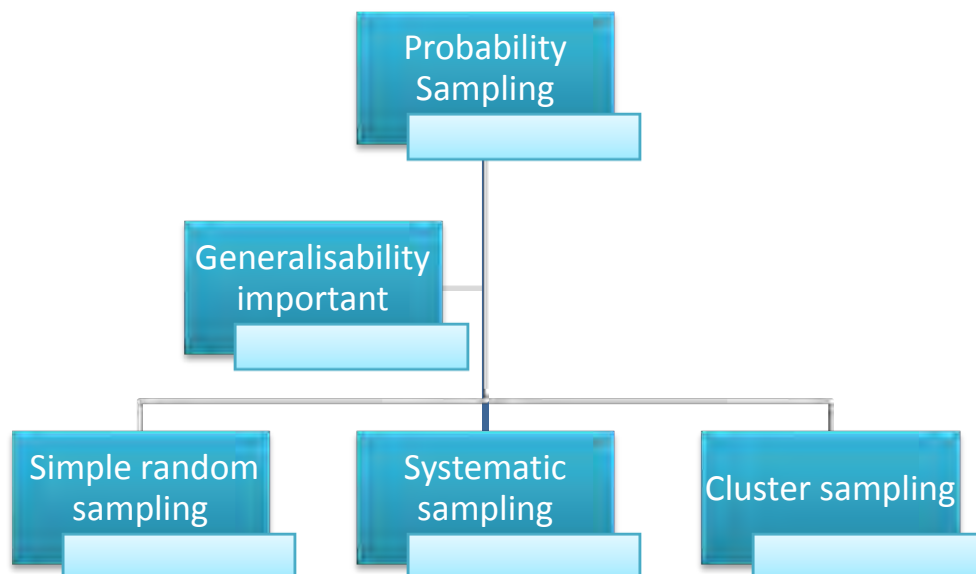 Probability
Sampling
Generalisability
important
Simple random
sampling
Systematic
sampling
Cluster sampling